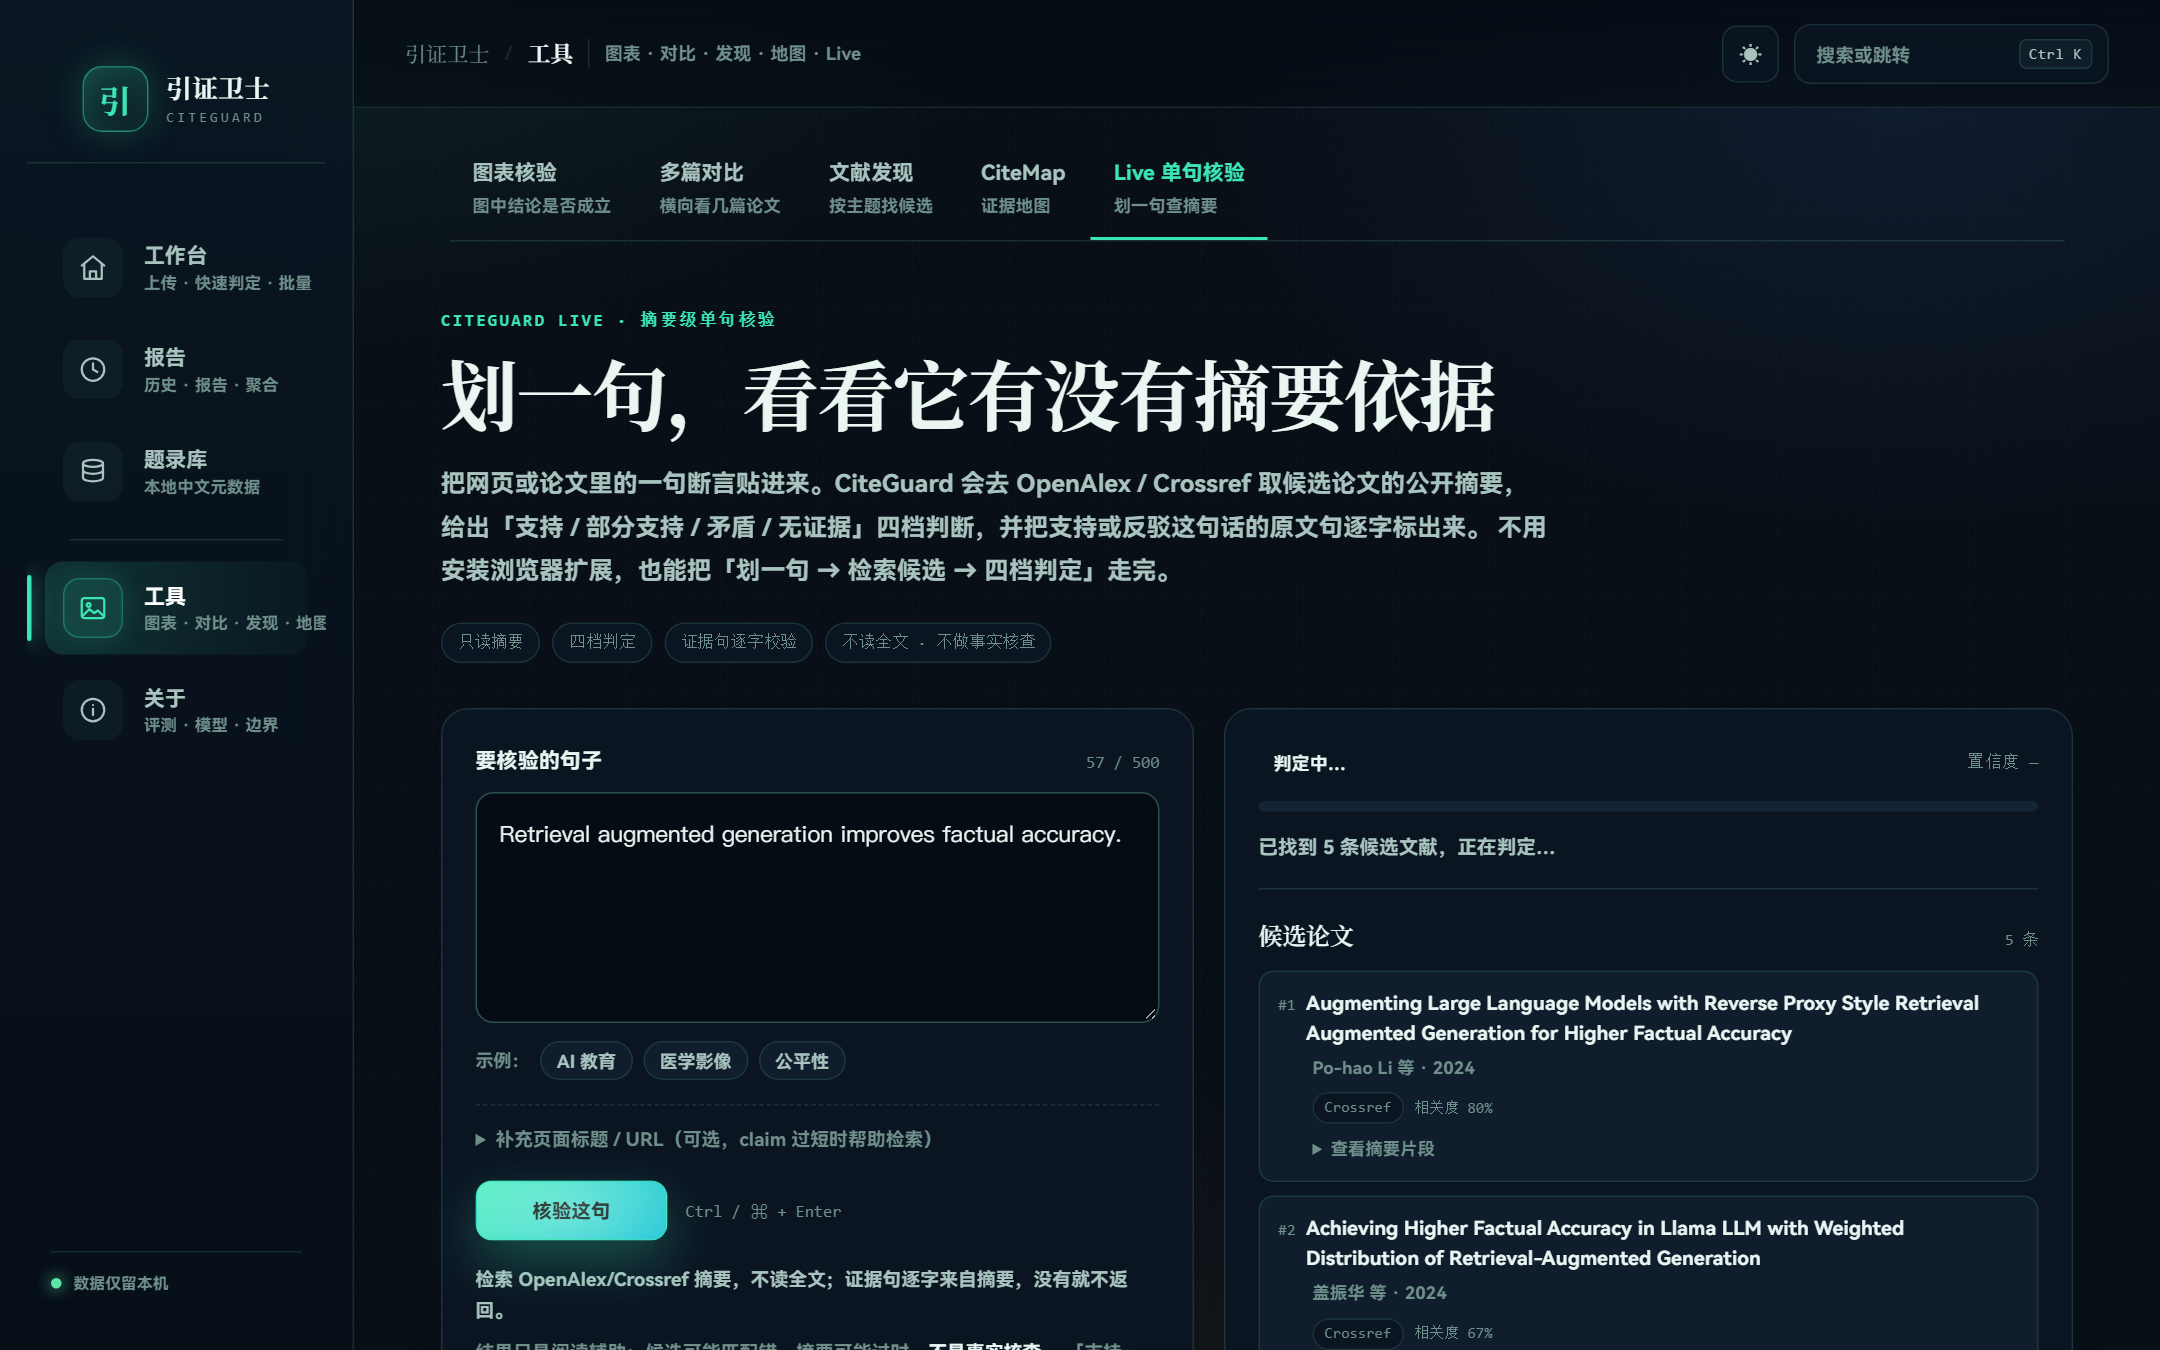 引
引证卫士
CITEGUARD
工作台
上传 · 快速判定 · 批量
报告
历史 · 报告 · 聚合
题录库
本地中文元数据
工具
图表 · 对比 · 发现 · 地图
关于
评测 · 模型 · 边界
数据仅留本机
引证卫士 / 工具 图表 · 对比 · 发现 · 地图 · Live
搜索或跳转 Ctrl K
图表核验
图中结论是否成立
多篇对比
横向看几篇论文
文献发现
按主题找候选
CiteMap
证据地图
Live 单句核验
划一句查摘要
CITEGUARD LIVE · 摘要级单句核验
划一句，看看它有没有摘要依据
把网页或论文里的一句断言贴进来。CiteGuard 会去 OpenAlex / Crossref 取候选论文的公开摘要，
给出「支持 / 部分支持 / 矛盾 / 无证据」四档判断，并把支持或反驳这句话的原文句逐字标出来。 不用
安装浏览器扩展，也能把「划一句 → 检索候选 → 四档判定」走完。
只读摘要
四档判定
证据句逐字校验
不读全文 · 不做事实核查
要核验的句子 57 / 500
Retrieval augmented generation improves factual accuracy.
示例： AI 教育 医学影像 公平性
▶ 补充页面标题 / URL（可选，claim 过短时帮助检索）
核验这句 Ctrl / ⌘ + Enter
检索 OpenAlex/Crossref 摘要，不读全文；证据句逐字来自摘要，没有就不返
回。
判定中… 置信度 —
已找到 5 条候选文献，正在判定…
候选论文 5 条
#1 Augmenting Large Language Models with Reverse Proxy Style Retrieval
Augmented Generation for Higher Factual Accuracy
Po-hao Li 等 · 2024
Crossref 相关度 80%
▶ 查看摘要片段
#2 Achieving Higher Factual Accuracy in Llama LLM with Weighted
Distribution of Retrieval-Augmented Generation
盖振华 等 · 2024
Crossref 相关度 67%